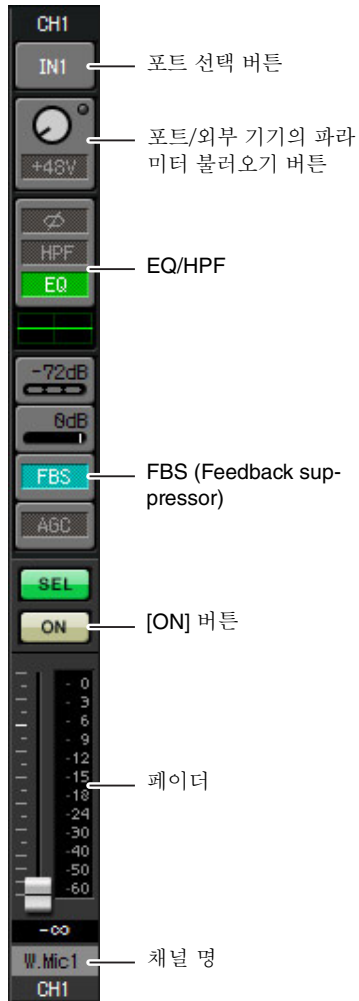 CH1
IN1
포트 선택 버튼
+48V
포트/외부 기기의 파라
미터 불러오기 버튼
HPF
EQ
EQ/HPF
-72dB
0dB
FBS
FBS (Feedback sup-
pressor)
AGC
SEL
ON
[ON] 버튼
0
3
6
9
-12
-15
-18
-24
-30
-40
-50
-60
페이더
-∞
W.Mic1
채널 명
CH1